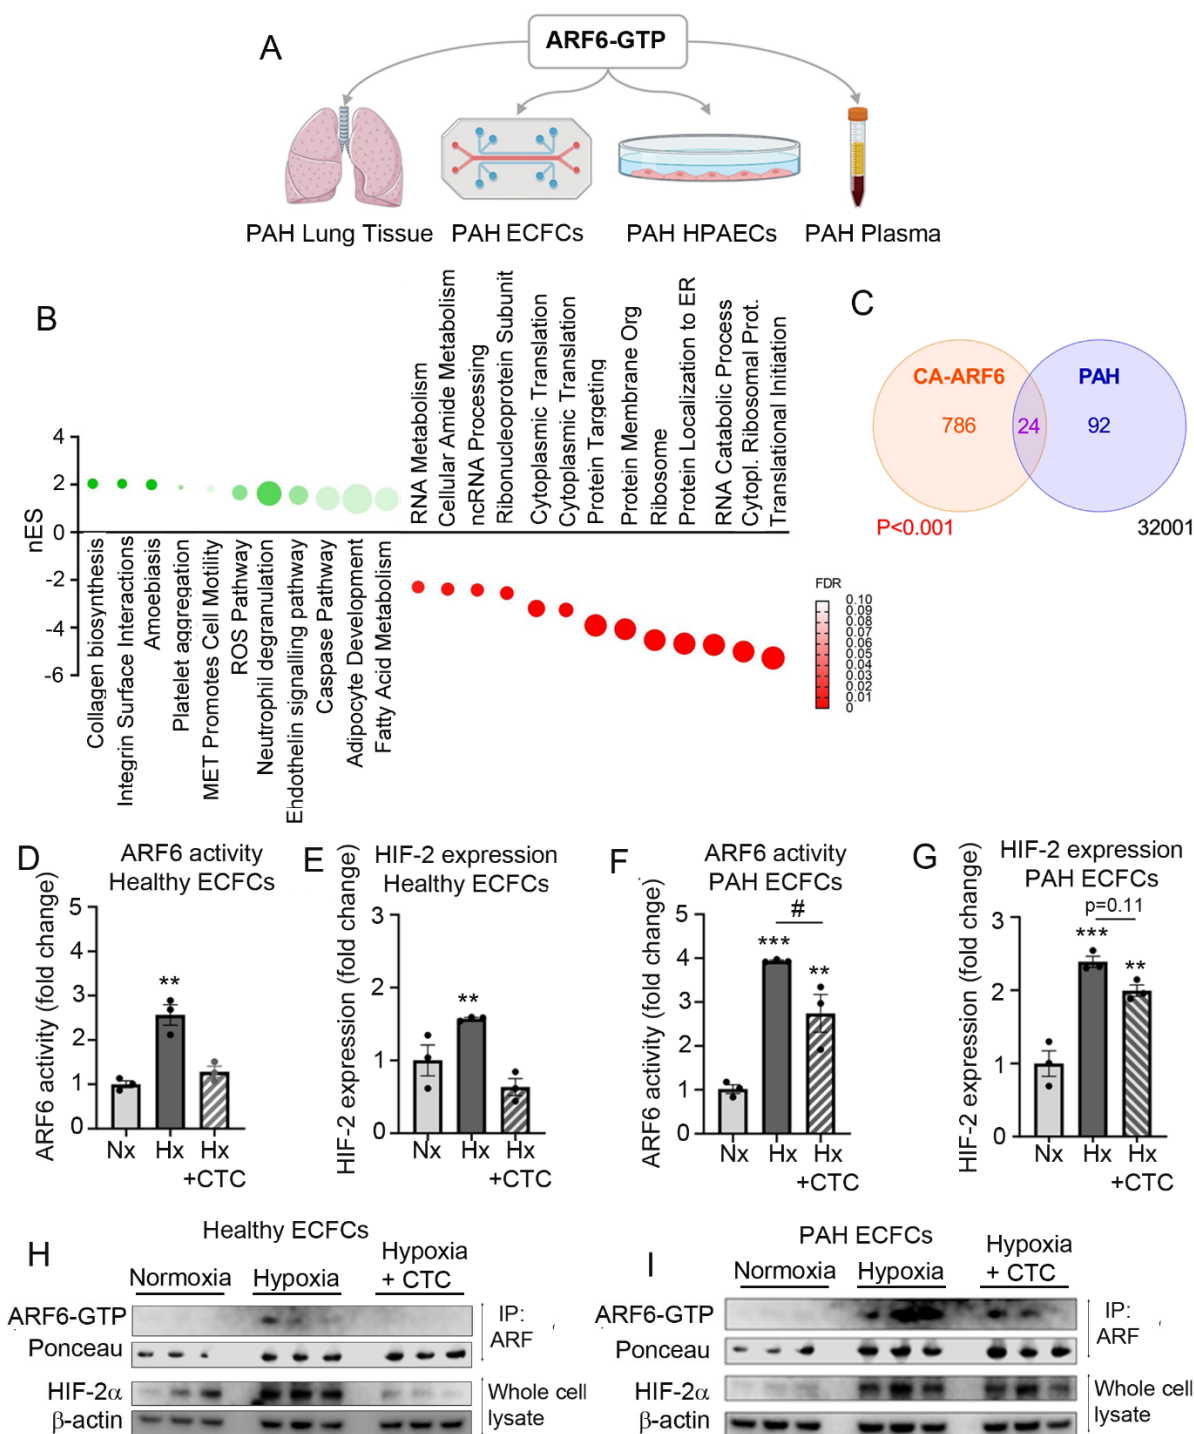 A
ARF6-GTP
PAH Lung Tissue
PAH ECFCs
PAH HPAECs
PAH Plasma
B
nES
4
2
0
-2
-4
-6
Collagen biosynthesis
Integrin Surface Interactions
Amoebiasis
Platelet aggregation
MET Promotes Cell Motility
ROS Pathway
Neutrophil degranulation
Endothelin signalling pathway
Caspase Pathway
Adipocyte Development
Fatty Acid Metabolism
RNA Metabolism
Cellular Amide Metabolism
ncRNA Processing
Ribonucleoprotein Subunit
Cytoplasmic Translation
Cytoplasmic Translation
Protein Targeting
Protein Membrane Org
Ribosome
Protein Localization to ER
RNA Catabolic Process
Cytopl. Ribosomal Prot.
Translational Initiation
FDR
0.10
0.09
0.08
0.07
0.06
0.05
0.04
0.03
0.02
0.01
0
C
CA-ARF6
PAH
786
24
92
P<0.001
32001
D
ARF6 activity
Healthy ECFCs
ARF6 activity (fold change)
5
4
3
2
1
0
**
Nx
Hx
Hx
+CTC
E
HIF-2 expression
Healthy ECFCs
HIF-2 expression (fold change)
3
2
1
0
**
Nx
Hx
Hx
+CTC
F
ARF6 activity
PAH ECFCs
ARF6 activity (fold change)
5
4
3
2
1
0
#
***
**
Nx
Hx
Hx
+CTC
G
HIF-2 expression
PAH ECFCs
HIF-2 expression (fold change)
3
2
1
0
p=0.11
***
**
Nx
Hx
Hx
+CTC
H
Healthy ECFCs
Normoxia
Hypoxia
Hypoxia
+ CTC
ARF6-GTP
Ponceau
HIF-2α
β-actin
IP:
ARF
Whole cell
lysate
I
PAH ECFCs
Normoxia
Hypoxia
Hypoxia
+ CTC
ARF6-GTP
Ponceau
HIF-2α
β-actin
IP:
ARF
Whole cell
lysate